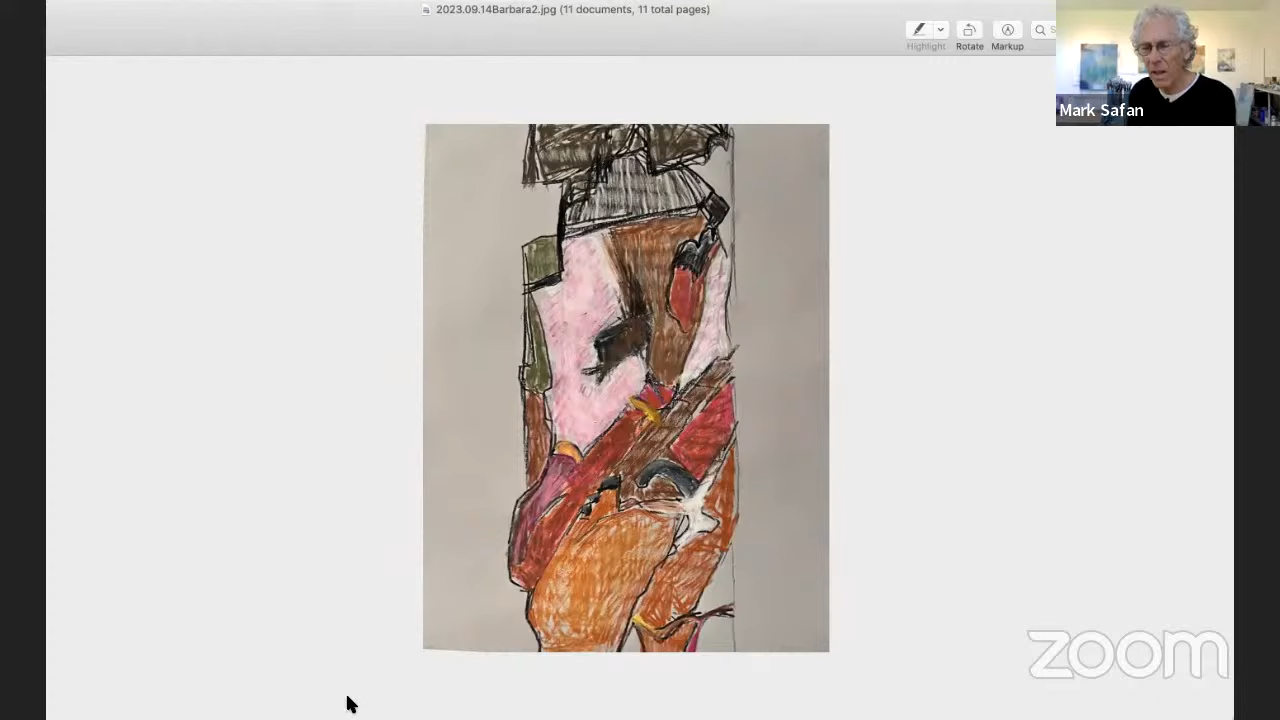 2023.09.14Barbara2.jpg (11 documents, 11 total pages)
Highlight
Rotate
Markup
S
Mark Safan
zoom